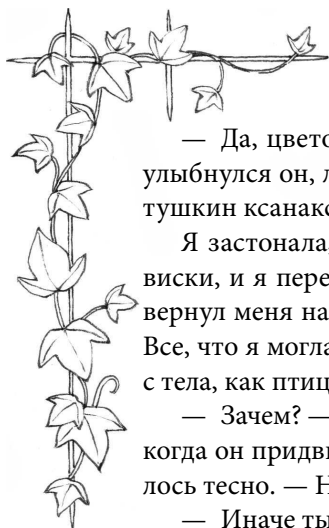 — Да, цвето
улыбнулся он, л
тушкин ксанакс
Я застонала,
виски, и я пере
вернул меня на
Все, что я могла
с тела, как птиц
— Зачем? —
когда он придви
лось тесно. — Н
— Иначе ты